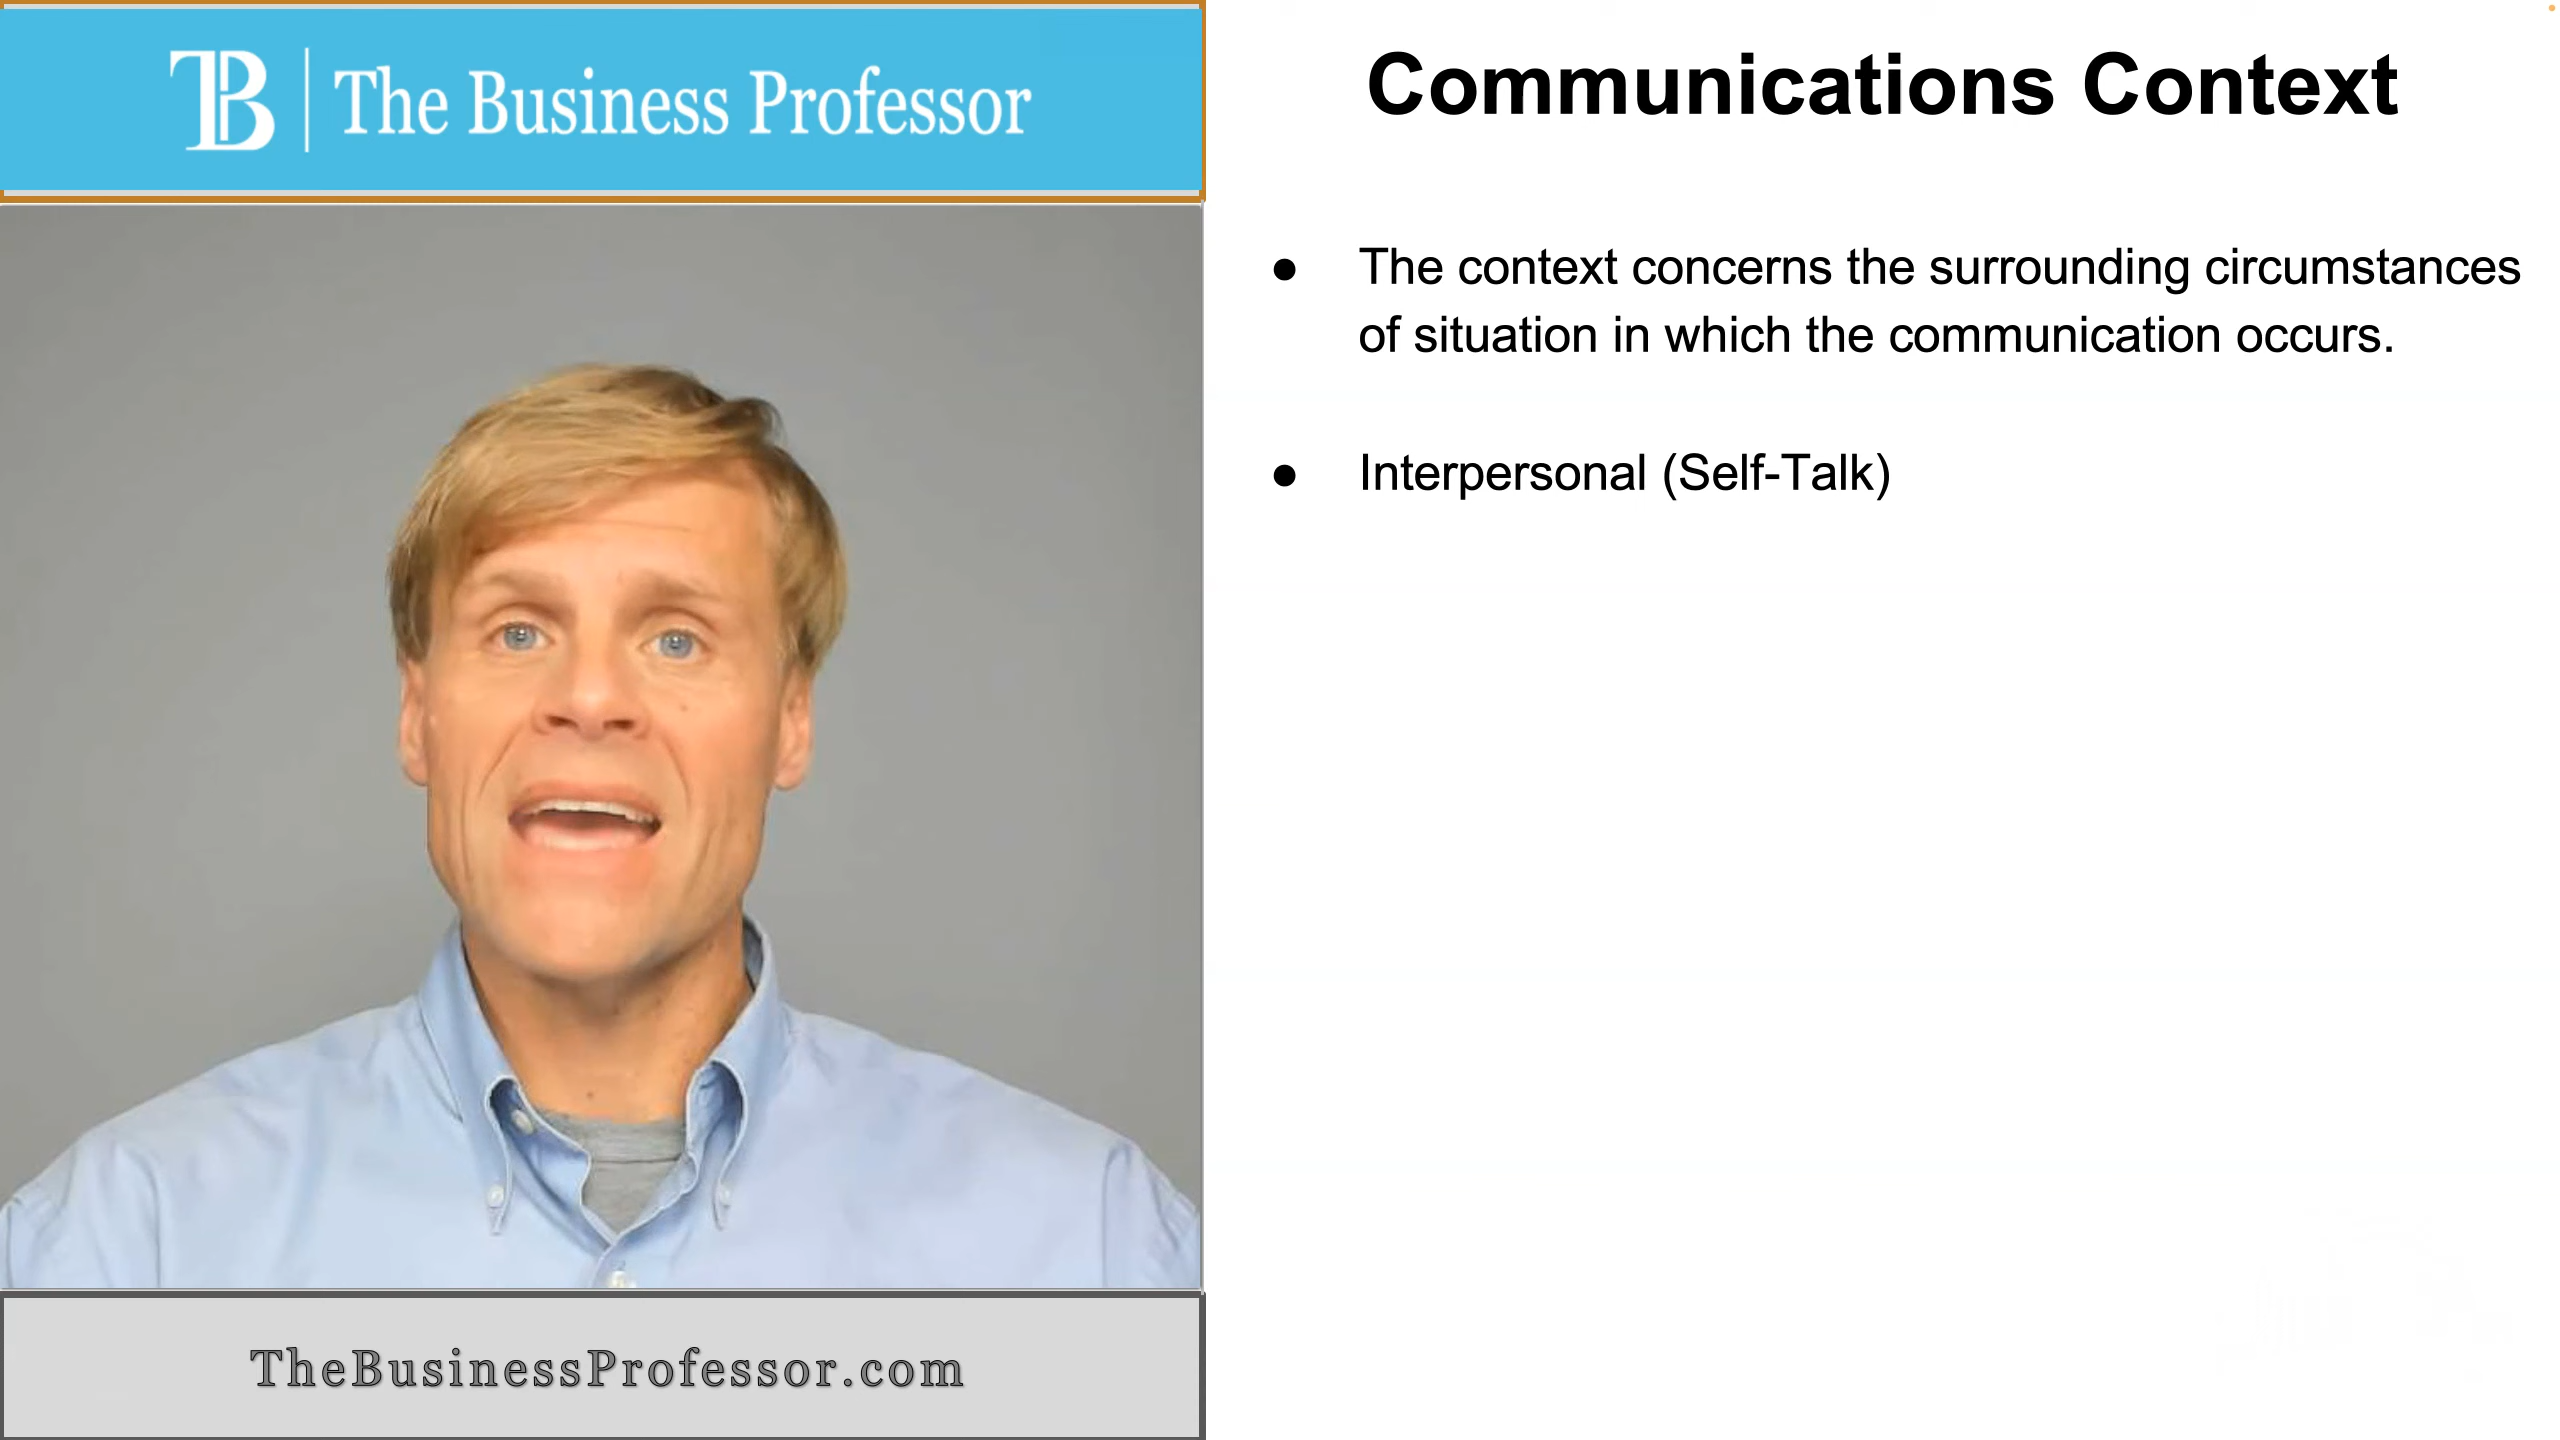 TB | The Business Professor
Communications Context
● The context concerns the surrounding circumstances
of situation in which the communication occurs.
● Interpersonal (Self-Talk)
TheBusinessProfessor.com